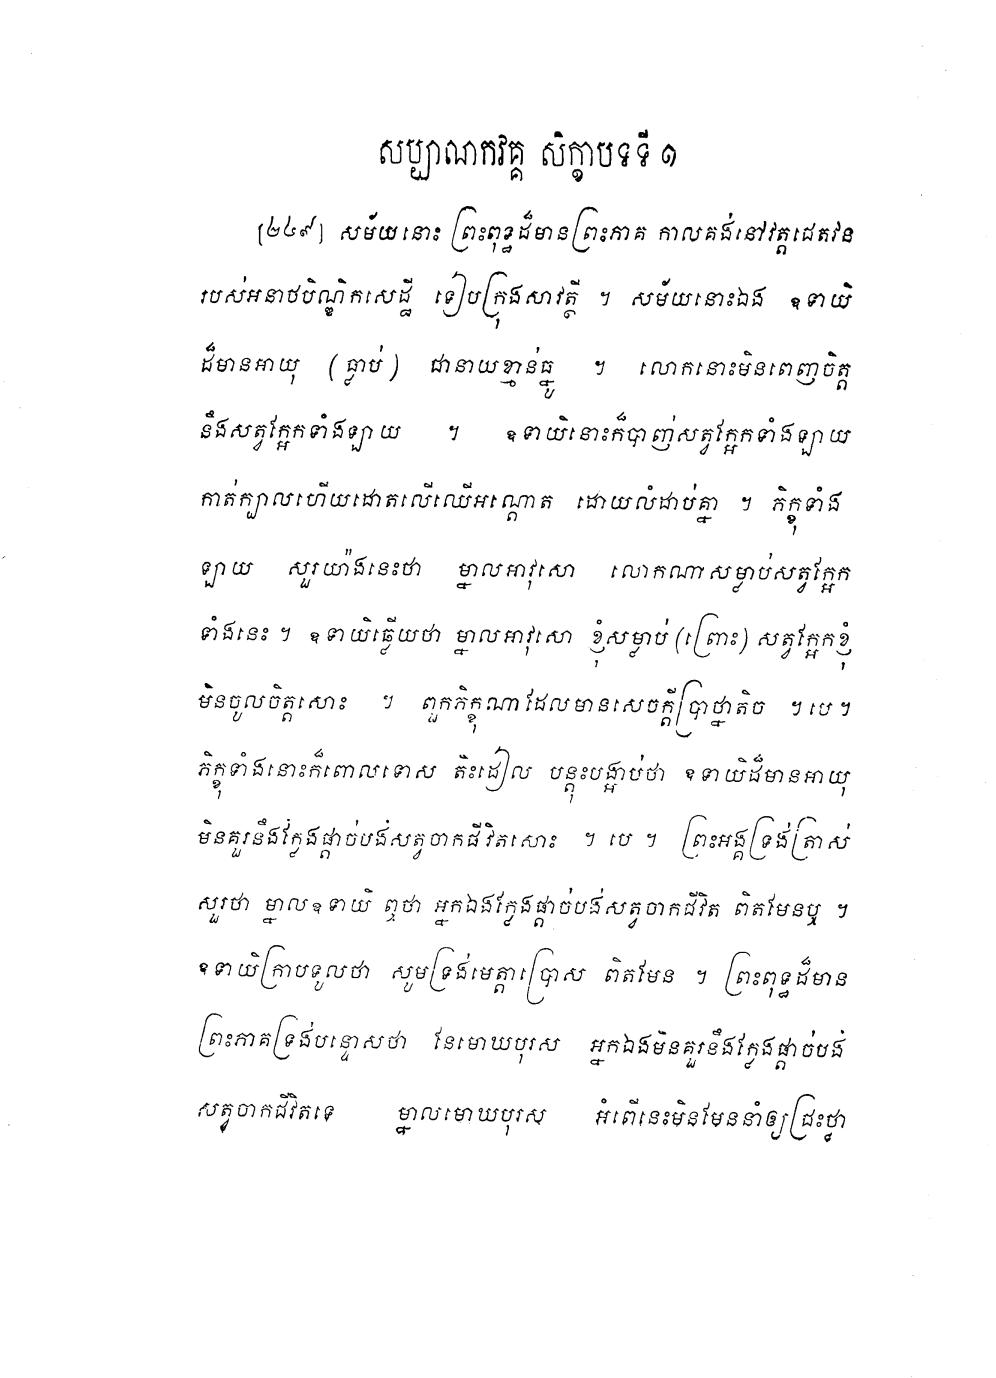 សប្បាណកវគ្គ សិក្ខាបទទី ១
[២៤៩] សម័យនោះ ព្រះពុទ្ធដ៏មានព្រះភាគ កាលគង់នៅវត្តជេតវន
របស់អនាថបិណ្ឌិកសេដ្ឋី ទៀបក្រុងសាវត្ថី ។ សម័យនោះឯង ឧទាយិ
ដ៏មានអាយុ (ធ្លាប់) ជានាយខ្មាន់ធ្នូ ។ លោកនោះមិនពេញចិត្ត
នឹងសត្វក្អែកទាំងឡាយ ។ ឧទាយិនោះក៏បាញ់សត្វក្អែកទាំងឡាយ
កាត់ក្បាលហើយដោតលើឈើអណ្តោត ដោយលំដាប់គ្នា ។ ភិក្ខុទាំង
ឡាយ សួរយ៉ាងនេះថា ម្នាលអាវុសោ លោកណាសម្លាប់សត្វក្អែក
ទាំងនេះ ។ ឧទាយិឆ្លើយថា ម្នាលអាវុសោ ខ្ញុំសម្លាប់ (ព្រោះ) សត្វក្អែកខ្ញុំ
មិនចូលចិត្តសោះ ។ ពួកភិក្ខុណាដែលមានសេចក្តីប្រាថ្នាតិច ។ បេ ។
ភិក្ខុទាំងនោះក៏ពោលទោស តិះដៀល បន្តុះបង្អាប់ថា ឧទាយិដ៏មានអាយុ
មិនគួរនឹងក្លែងផ្តាច់បង់សត្វចាកជីវិតសោះ ។ បេ ។ ព្រះអង្គទ្រង់ត្រាស់
សួរថា ម្នាលឧទាយិ ឮថា អ្នកឯងក្លែងផ្តាច់បង់សត្វចាកជីវិត ពិតមែនឬ ។
ឧទាយិក្រាបទូលថា សូមទ្រង់មេត្តាប្រោស ពិតមែន ។ ព្រះពុទ្ធដ៏មាន
ព្រះភាគទ្រង់បន្ទោសថា នែមោឃបុរស អ្នកឯងមិនគួរនឹងក្លែងផ្តាច់បង់
សត្វចាកជីវិតទេ ម្នាលមោឃបុរស អំពើនេះមិនមែននាំឲ្យជ្រះថ្លា